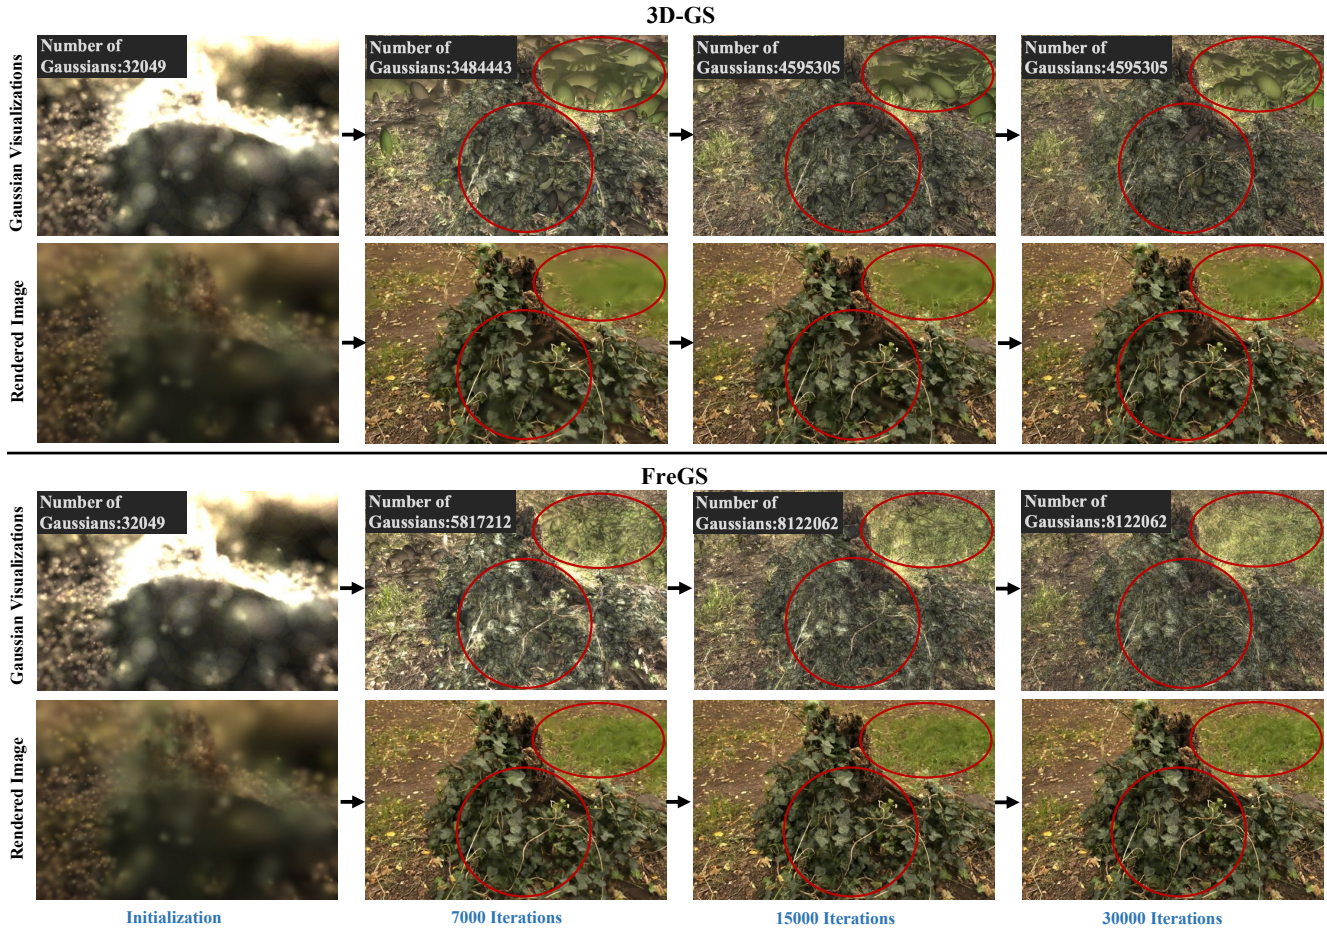 3D-GS
Gaussian Visualizations
Number of
Gaussians:32049
Number of
Gaussians:3484443
Number of
Gaussians:4595305
Number of
Gaussians:4595305
Rendered Image
FreGS
Gaussian Visualizations
Number of
Gaussians:32049
Number of
Gaussians:5817212
Number of
Gaussians:8122062
Number of
Gaussians:8122062
Rendered Image
Initialization
7000 Iterations
15000 Iterations
30000 Iterations